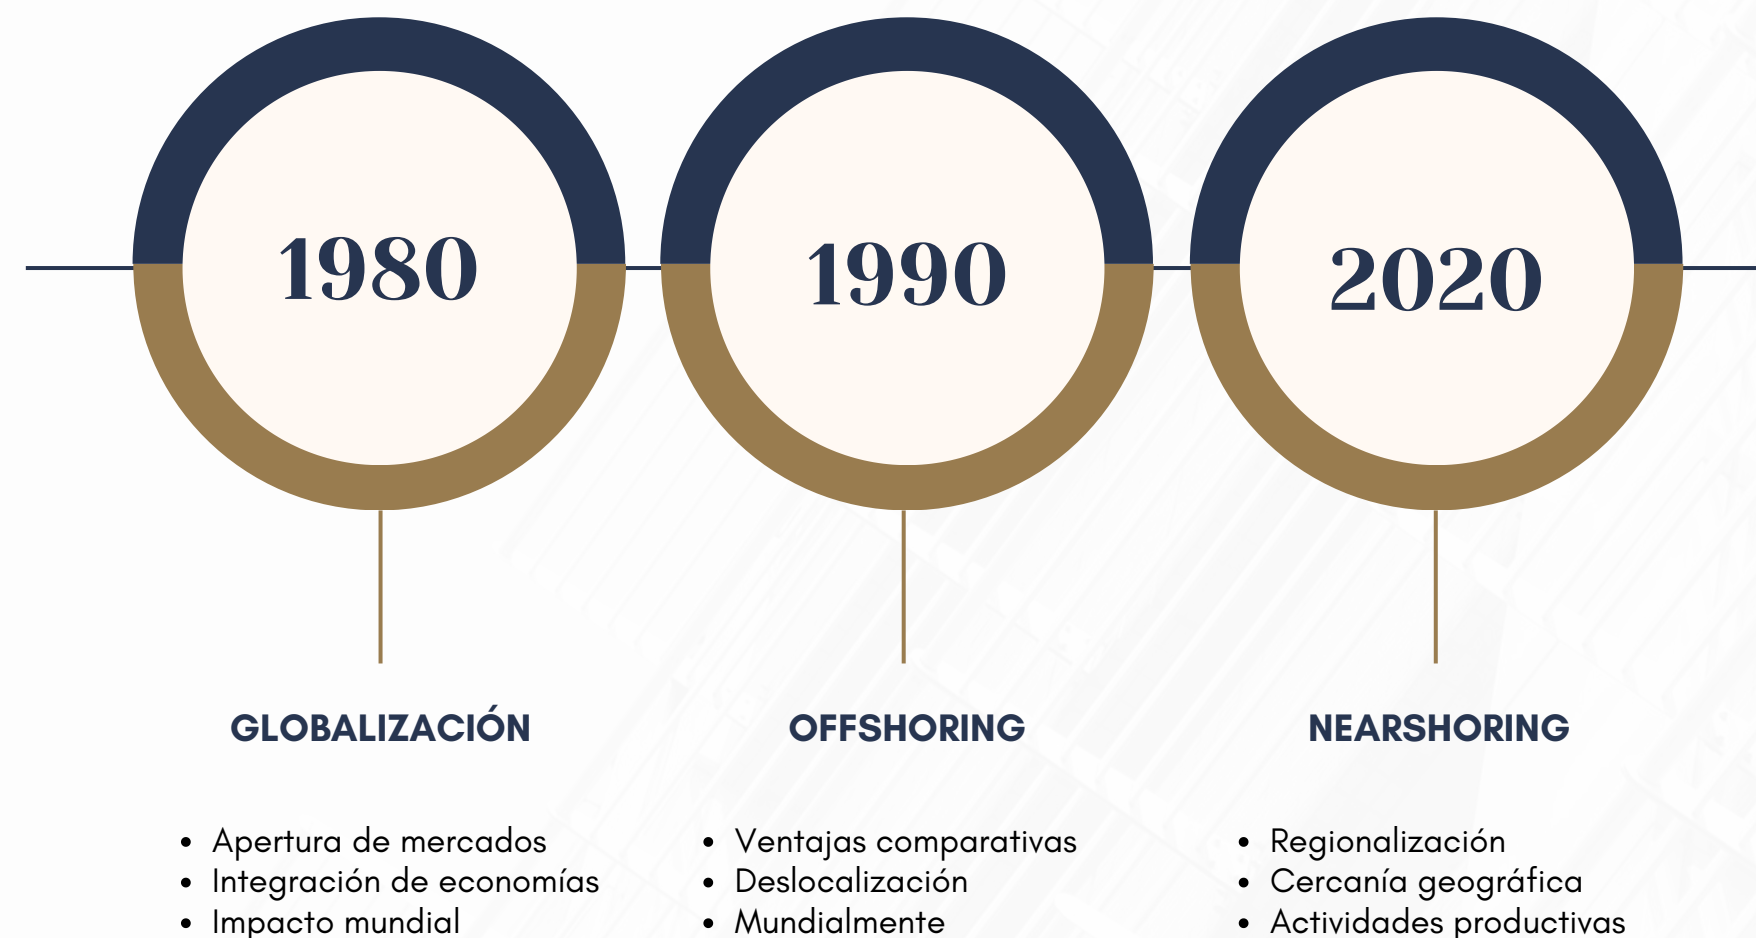 1980
1990
2020
GLOBALIZACIÓN
OFFSHORING
NEARSHORING
• Apertura de mercados
• Integración de economías
• Impacto mundial
• Ventajas comparativas
• Deslocalización
• Mundialmente
• Regionalización
• Cercanía geográfica
• Actividades productivas